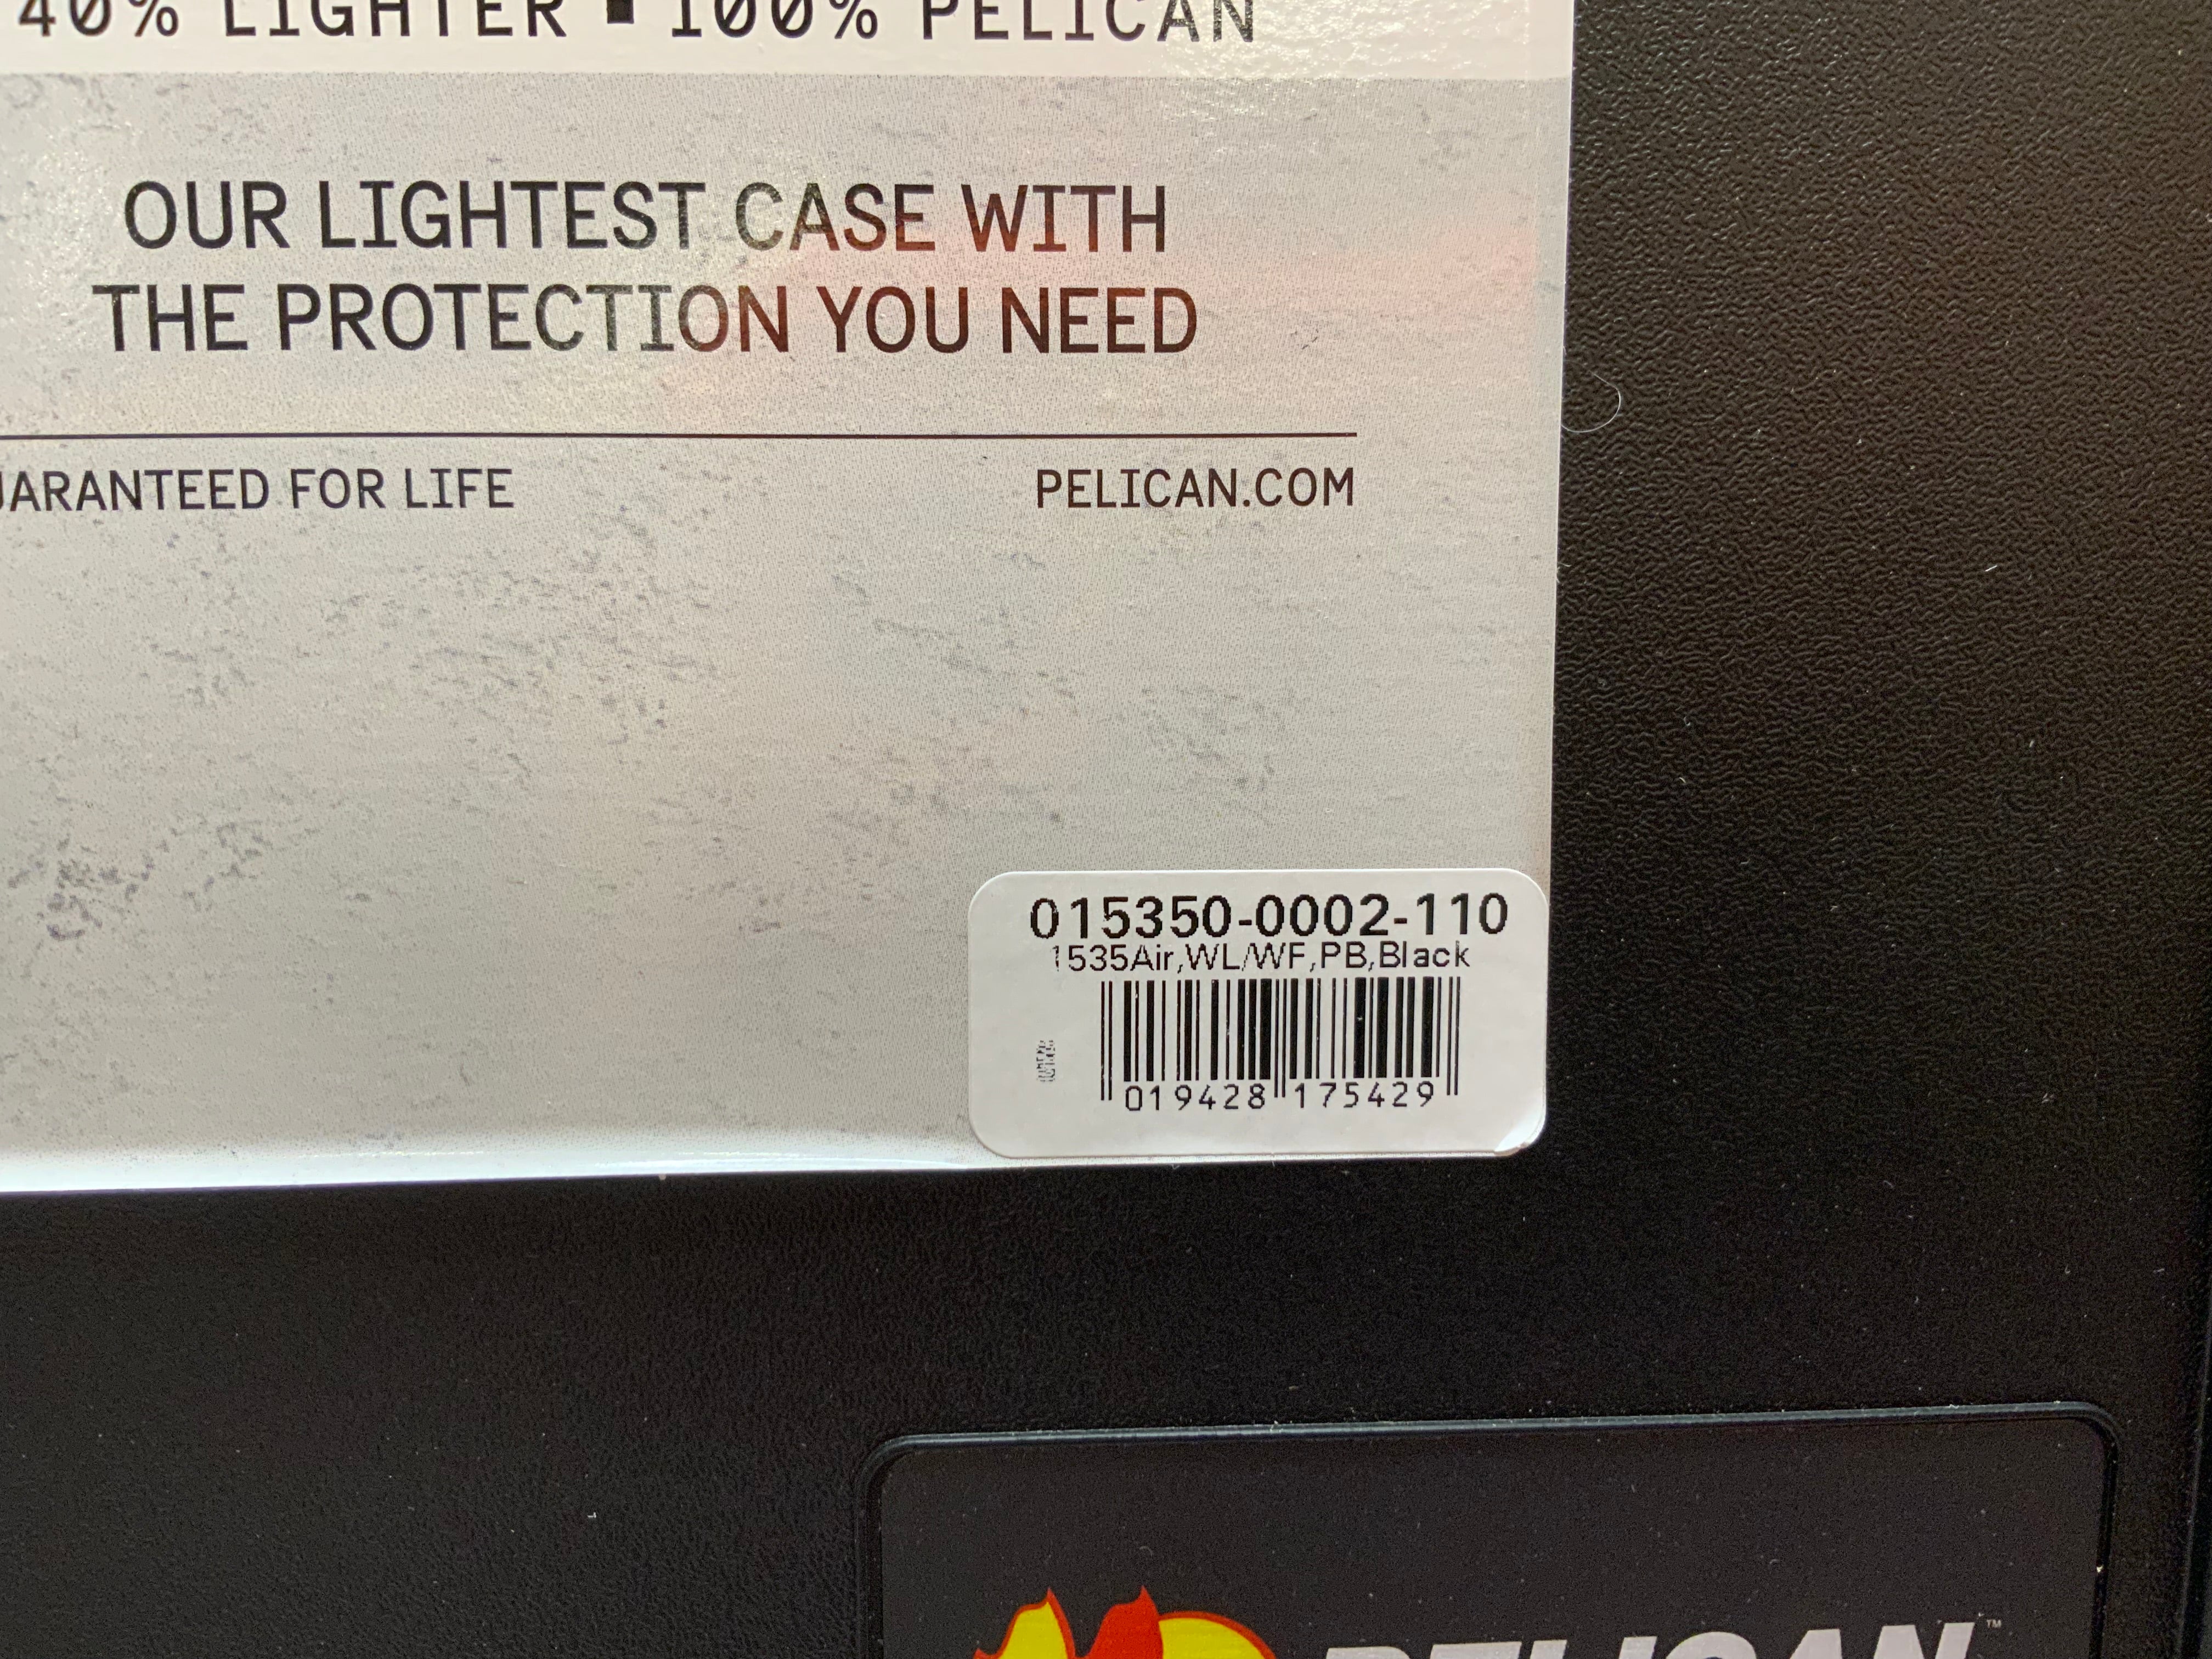 40% LIGHTER ▪ 100% PELICAN
OUR LIGHTEST CASE WITH
THE PROTECTION YOU NEED
UARANTEED FOR LIFE
PELICAN.COM
015350-0002-110
1535Air,WL/WF,PB,Black
019428 175429
PELICAN™